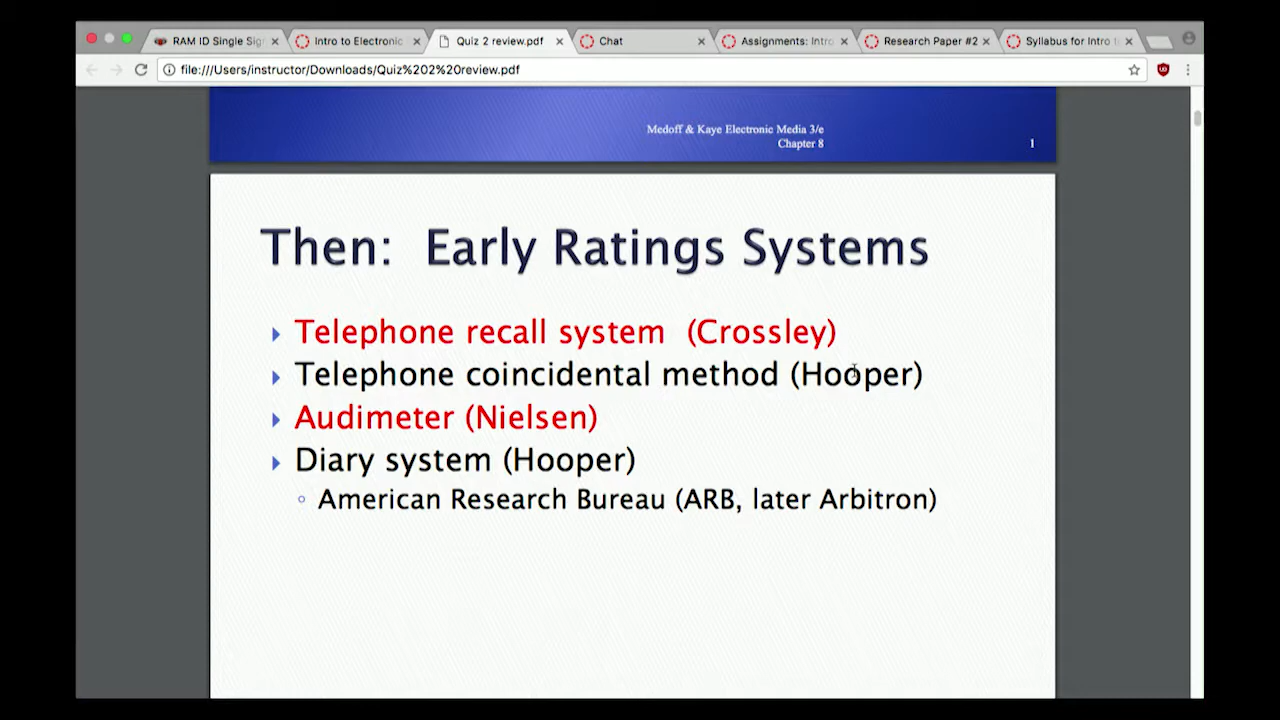 RAM ID Single Sig
Intro to Electronic
Quiz 2 review.pdf
Chat
Assignments: Intro
Research Paper #2
Syllabus for Intro t
file:///Users/instructor/Downloads/Quiz%202%20review.pdf
Medoff & Kaye Electronic Media 3/e
Chapter 8
1
Then: Early Ratings Systems
Telephone recall system (Crossley)
Telephone coincidental method (Hooper)
Audimeter (Nielsen)
Diary system (Hooper)
American Research Bureau (ARB, later Arbitron)